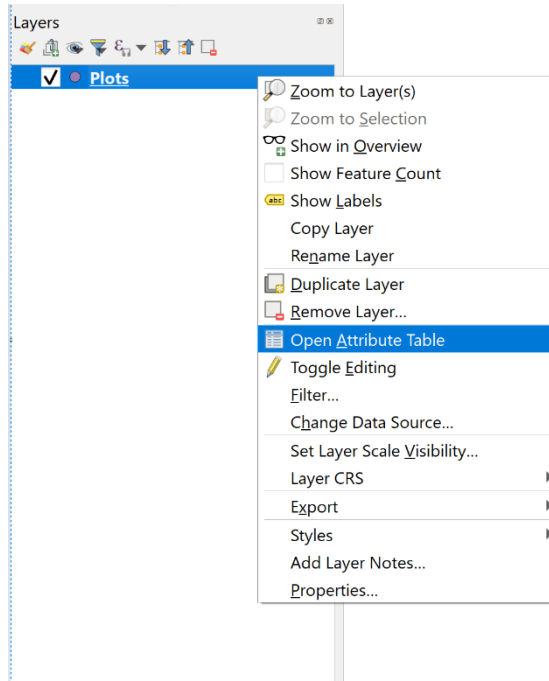 Layers
Plots
Zoom to Layer(s)
Zoom to Selection
Show in Overview
Show Feature Count
abc Show Labels
Copy Layer
Rename Layer
Duplicate Layer
Remove Layer...
Open Attribute Table
Toggle Editing
Filter...
Change Data Source...
Set Layer Scale Visibility...
Layer CRS
Export
Styles
Add Layer Notes...
Properties...